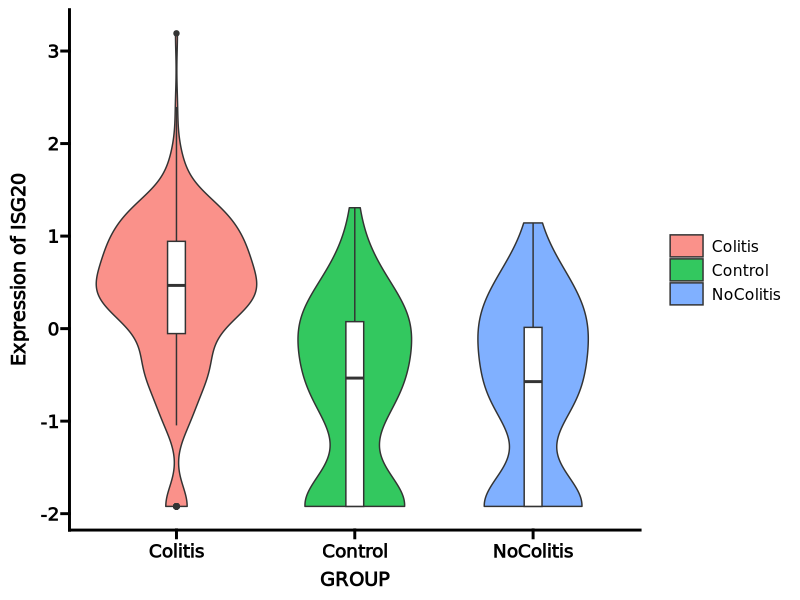 Expression of ISG20
3
2
1
0
-1
-2
Colitis
Control
NoColitis
GROUP
Colitis
Control
NoColitis